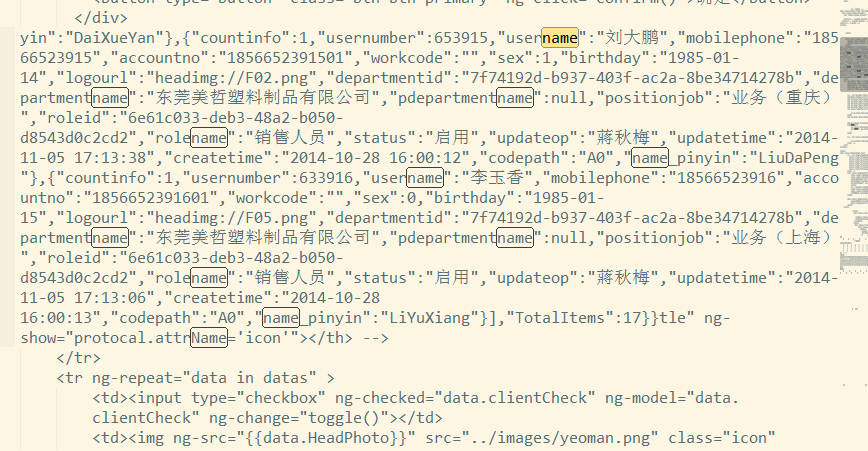 </div>
yin":"DaiXueYan"},{"countinfo":1,"usernumber":653915,"username":"刘大鹏","mobilephone":"185
66523915","accountno":"1856652391501","workcode":"","sex":1,"birthday":"1985-01-
14","logourl":"headimg://F02.png","departmentid":"7f74192d-b937-403f-ac2a-8be34714278b","de
partmentname":"东莞美哲塑料制品有限公司","pdepartmentname":null,"positionjob":"业务（重庆）
","roleid":"6e61c033-deb3-48a2-b050-
d8543d0c2cd2","rolename":"销售人员","status":"启用","updateop":"蔣秋梅","updatetime":"2014-
11-05 17:13:38","createtime":"2014-10-28 16:00:12","codepath":"A0","name_pinyin":"LiuDaPeng
"},{"countinfo":1,"usernumber":633916,"username":"李玉香","mobilephone":"18566523916","acco
untno":"1856652391601","workcode":"","sex":0,"birthday":"1985-01-
15","logourl":"headimg://F05.png","departmentid":"7f74192d-b937-403f-ac2a-8be34714278b","de
partmentname":"东莞美哲塑料制品有限公司","pdepartmentname":null,"positionjob":"业务（上海）
","roleid":"6e61c033-deb3-48a2-b050-
d8543d0c2cd2","rolename":"销售人员","status":"启用","updateop":"蔣秋梅","updatetime":"2014-
11-05 17:13:06","createtime":"2014-10-28
16:00:13","codepath":"A0","name_pinyin":"LiYuXiang"}],"TotalItems":17}}tle" ng-
show="protocal.attrName='icon'"></th> -->
</tr>
<tr ng-repeat="data in datas" >
<td><input type="checkbox" ng-checked="data.clientCheck" ng-model="data.
clientCheck" ng-change="toggle()"></td>
<td><img ng-src="{{data.HeadPhoto}}" src="../images/yeoman.png" class="icon"